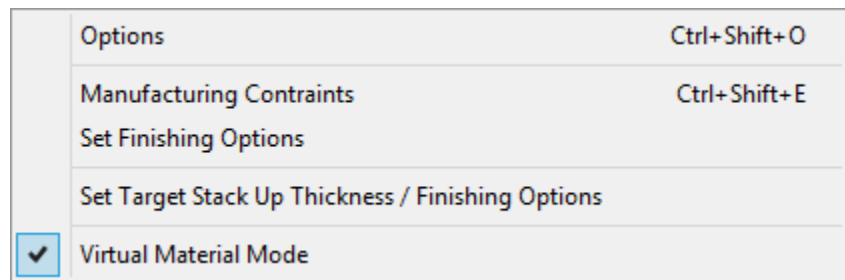 Options Ctrl+Shift+O
Manufacturing Contraints Ctrl+Shift+E
Set Finishing Options
Set Target Stack Up Thickness / Finishing Options
Virtual Material Mode